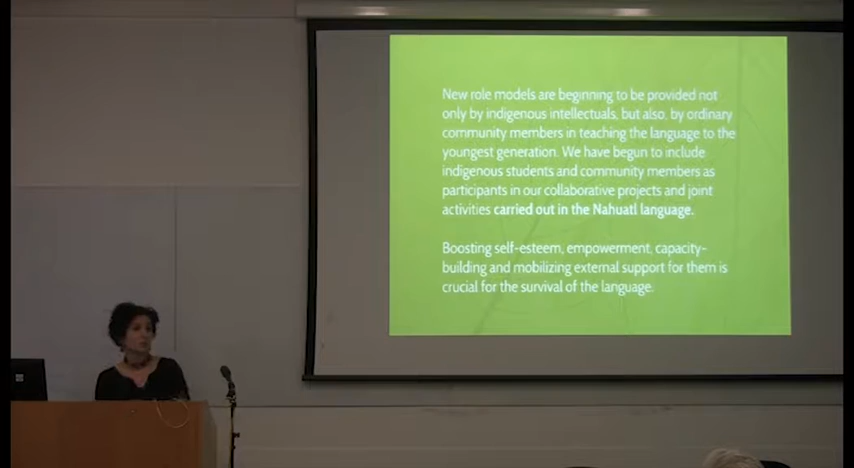 New role models are beginning to be provided not
only by indigenous intellectuals, but also, by ordinary
community members in teaching the language to the
youngest generation. We have begun to include
indigenous students and community members as
participants in our collaborative projects and joint
activities carried out in the Nahuatl language.
Boosting self-esteem, empowerment, capacity-
building and mobilizing external support for them is
crucial for the survival of the language.